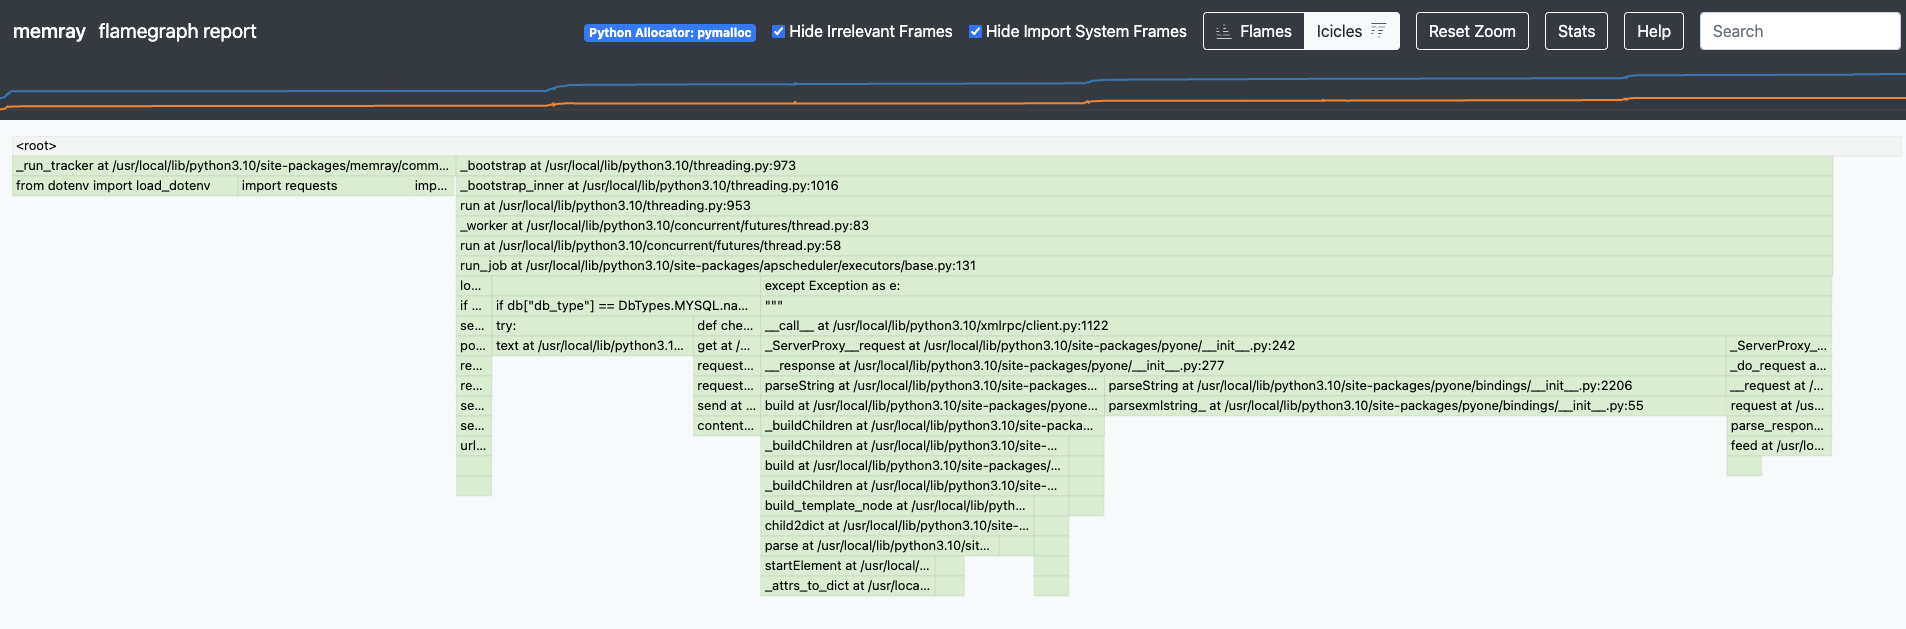 memray flamegraph report Python Allocator: pymalloc Hide Irrelevant Frames Hide Import System Frames Flames Icicles Reset Zoom Stats Help Search
<root>
_run_tracker at /usr/local/lib/python3.10/site-packages/memray/comm... _bootstrap at /usr/local/lib/python3.10/threading.py:973
from dotenv import load_dotenv import requests imp... _bootstrap_inner at /usr/local/lib/python3.10/threading.py:1016
run at /usr/local/lib/python3.10/threading.py:953
_worker at /usr/local/lib/python3.10/concurrent/futures/thread.py:83
run at /usr/local/lib/python3.10/concurrent/futures/thread.py:58
run_job at /usr/local/lib/python3.10/site-packages/apscheduler/executors/base.py:131
lo... except Exception as e:
if ... if db["db_type"] == DbTypes.MYSQL.na... """
se... try: def che... __call__ at /usr/local/lib/python3.10/xmlrpc/client.py:1122
po... text at /usr/local/lib/python3.1... get at /... _ServerProxy__request at /usr/local/lib/python3.10/site-packages/pyone/__init__.py:242 _ServerProxy_...
re... request... __response at /usr/local/lib/python3.10/site-packages/pyone/__init__.py:277 _do_request a...
re... request... parseString at /usr/local/lib/python3.10/site-packages... parseString at /usr/local/lib/python3.10/site-packages/pyone/bindings/__init__.py:2206 __request at /...
se... send at ... build at /usr/local/lib/python3.10/site-packages/pyone... parsexmlstring_ at /usr/local/lib/python3.10/site-packages/pyone/bindings/__init__.py:55 request at /us...
se... content... _buildChildren at /usr/local/lib/python3.10/site-packa... parse_respon...
url... _buildChildren at /usr/local/lib/python3.10/site-... feed at /usr/lo...
build at /usr/local/lib/python3.10/site-packages/...
_buildChildren at /usr/local/lib/python3.10/site-...
build_template_node at /usr/local/lib/pyth...
child2dict at /usr/local/lib/python3.10/site-...
parse at /usr/local/lib/python3.10/sit...
startElement at /usr/local/...
_attrs_to_dict at /usr/loca...